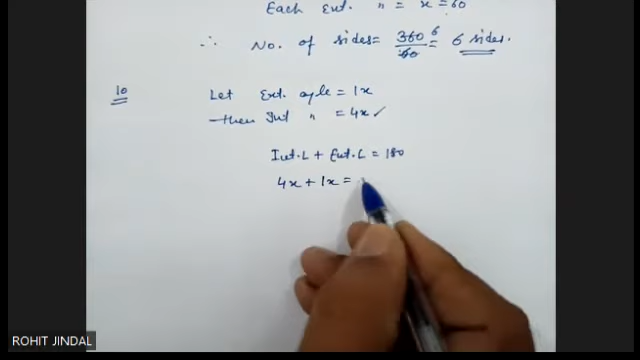 Each Ext. " = x = 60
∴ No. of sides = 360/60 = 6 sides.
10
Let Ext. angle = 1x
then Int " = 4x ✓
Int. L + Ext. L = 180
4x + 1x =
ROHIT JINDAL